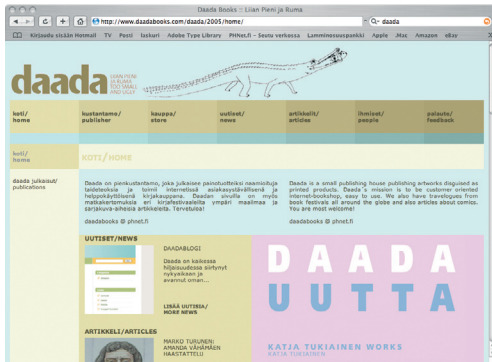 Daada Books :: Liian Pieni ja Ruma
http://www.daadabooks.com/daada/2005/home/
daada
Kirjaudu sisään Hotmail TV Posti laskuri Adobe Type Library PHNet.fi - Seuru verkossa Lamminosuuspankki Apple .Mac Amazon eBay
daada
LIIAN PIENI
JA RUMA
TOO SMALL
AND UGLY
koti/
home
kustantamo/
publisher
kauppa/
store
uutiset/
news
artikkelit/
articles
ihmiset/
people
palaute/
feedback
koti/
home
KOTI/HOME
daada julkaisut/
publications
Daada on pienkustantamo, joka julkaisee painotuotteiksi naamioituja
taideteoksia ja toimii internetissä asiakasystävällisenä ja
helppokäyttöisenä kirjakauppana. Daadan sivuilla on myös
matkakertomuksia eri kirjafestivaaleilta ympäri maailmaa ja
sarjakuva-aiheisia artikkeleita. Tervetuloa!
daadabooks @ phnet.fi
Daada is a small publishing house publishing artworks disguised as
printed products. Daada´s mission is to be customer oriented
internet-bookshop, easy to use. We also have travelogues from
book festivals all around the globe and also articles about comics.
You are most welcome!
daadabooks @ phnet.fi
UUTISET/NEWS
DAADABLOGI
Daada on kaikessa
hiljaisuudessa siirtynyt
nykyaikaan ja
avannut oman...
LISÄÄ UUTISIA/
MORE NEWS
ARTIKKELI/ARTICLES
MARKO TURUNEN:
AMANDA VÄHÄMÄEN
HAASTATTELU
DAADA
UUTTA
KATJA TUKIAINEN WORKS
KATJA TUKIAINEN